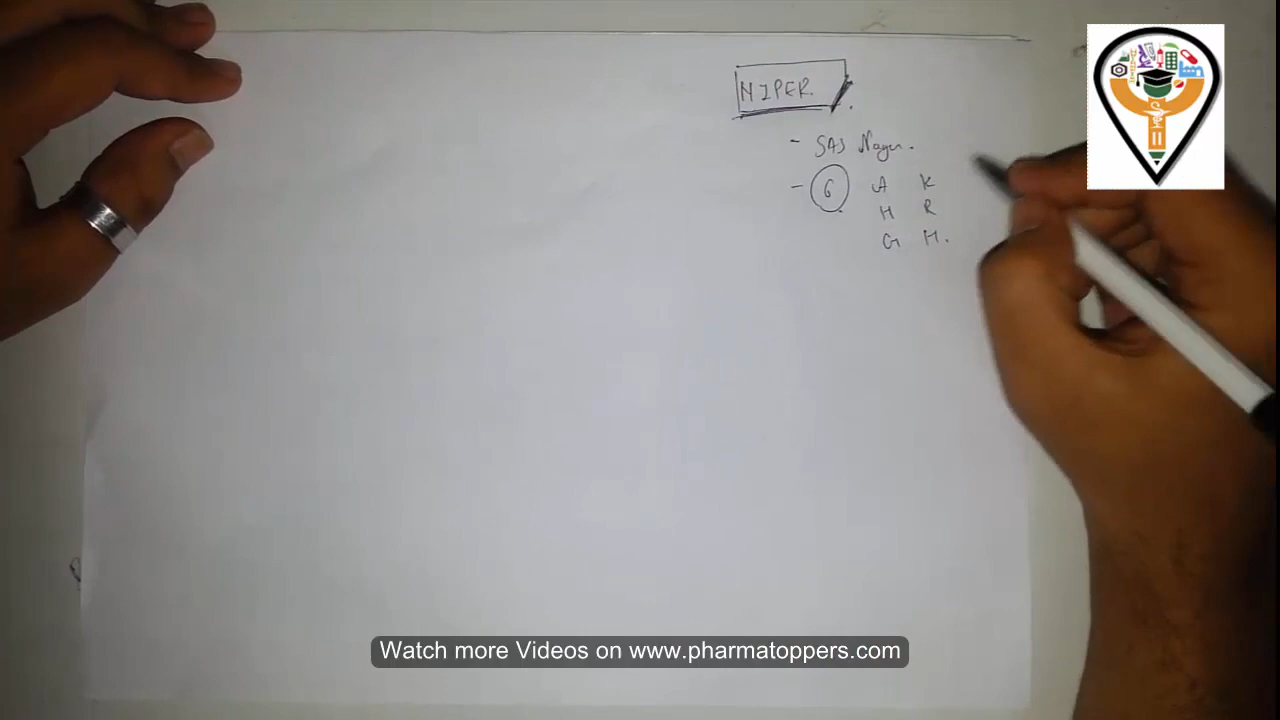 NIPER.
- SAS Nagar.
- 6 A K
H R
G H.
Watch more Videos on www.pharmatoppers.com